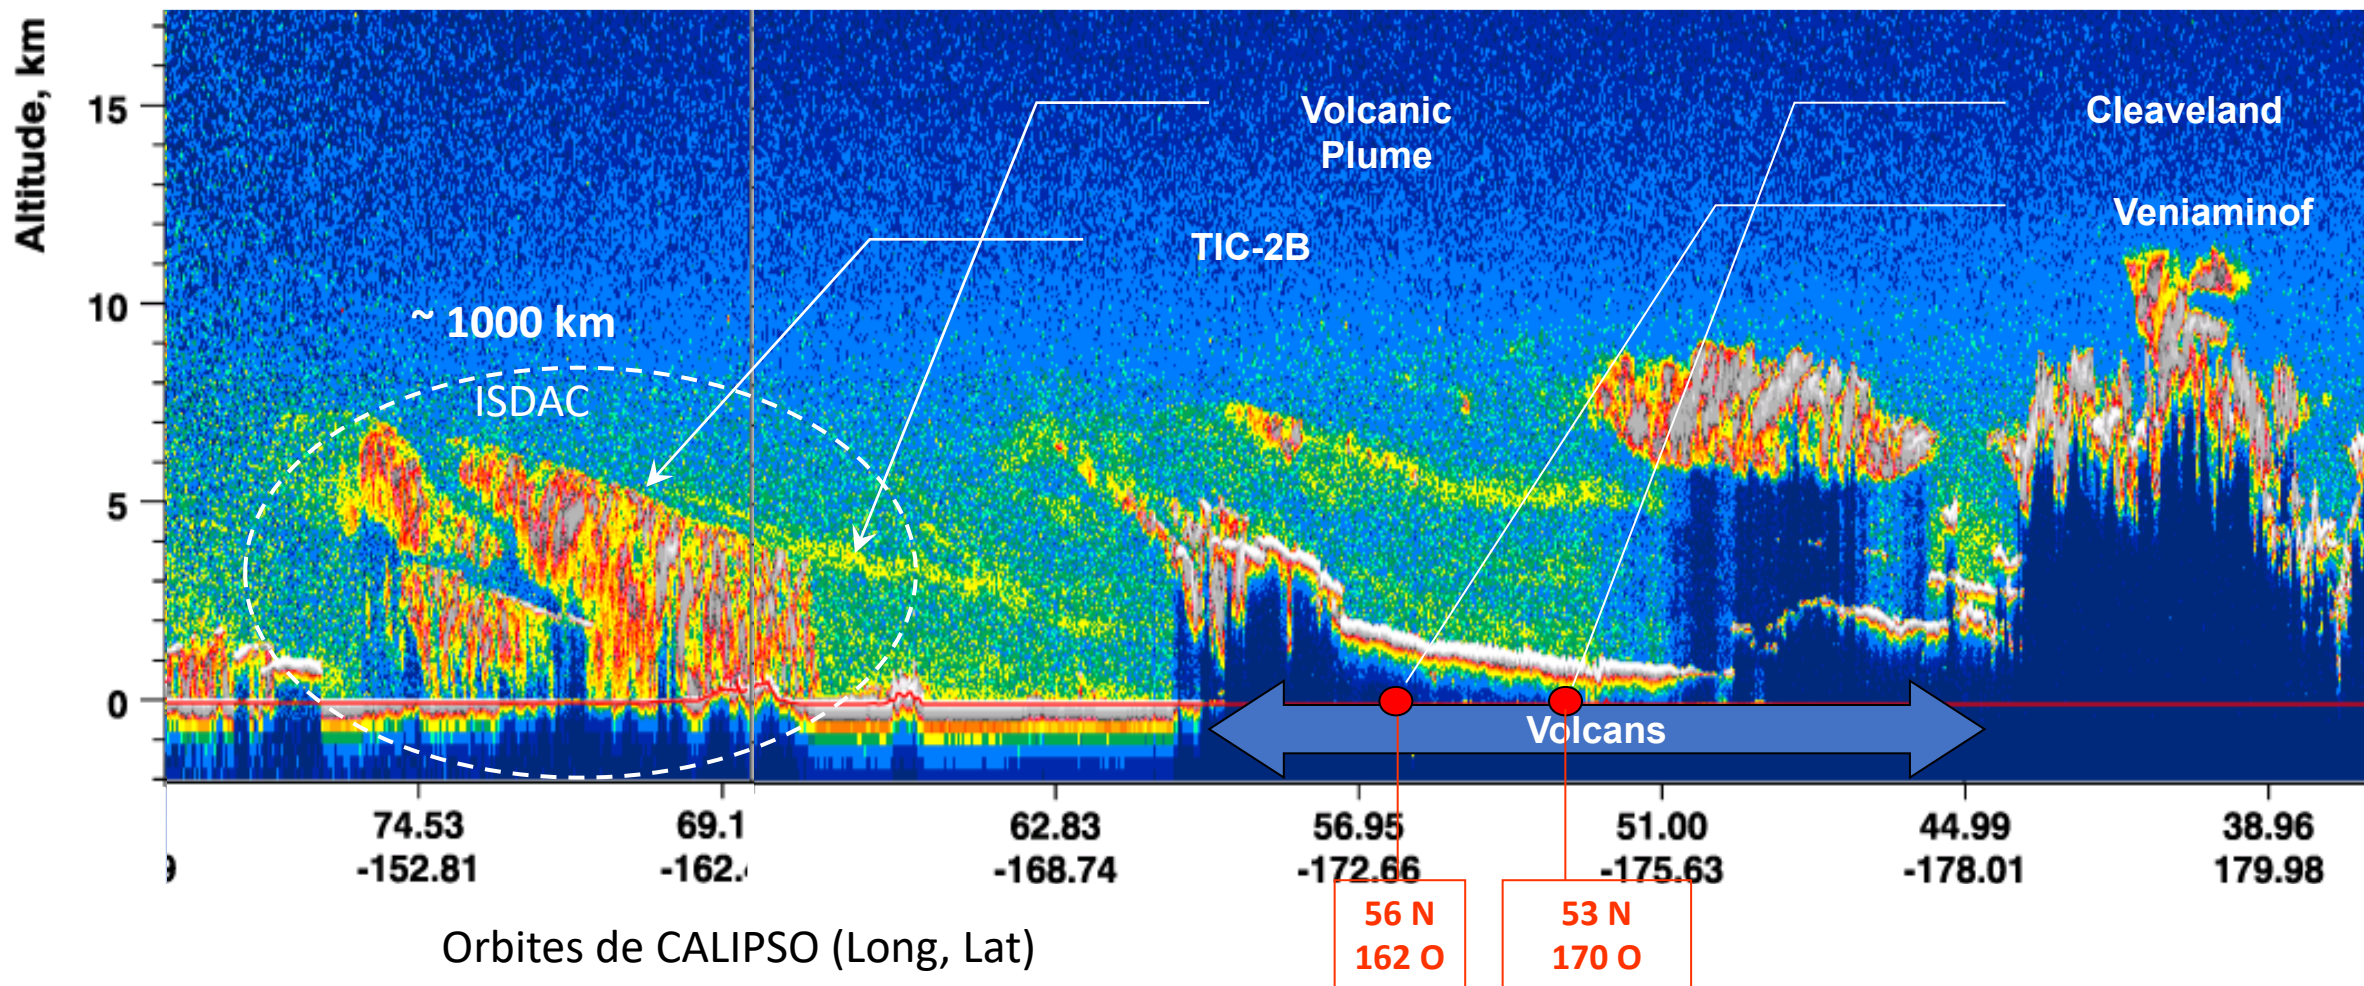 Altitude, km
15
10
5
0
Volcanic
Plume
Cleaveland
TIC-2B
Veniaminof
~ 1000 km
ISDAC
Volcans
74.53
69.1
62.83
56.95
51.00
44.99
38.96
9
-152.81
-162.
-168.74
-172.66
-175.63
-178.01
179.98
56 N
162 O
53 N
170 O
Orbites de CALIPSO (Long, Lat)